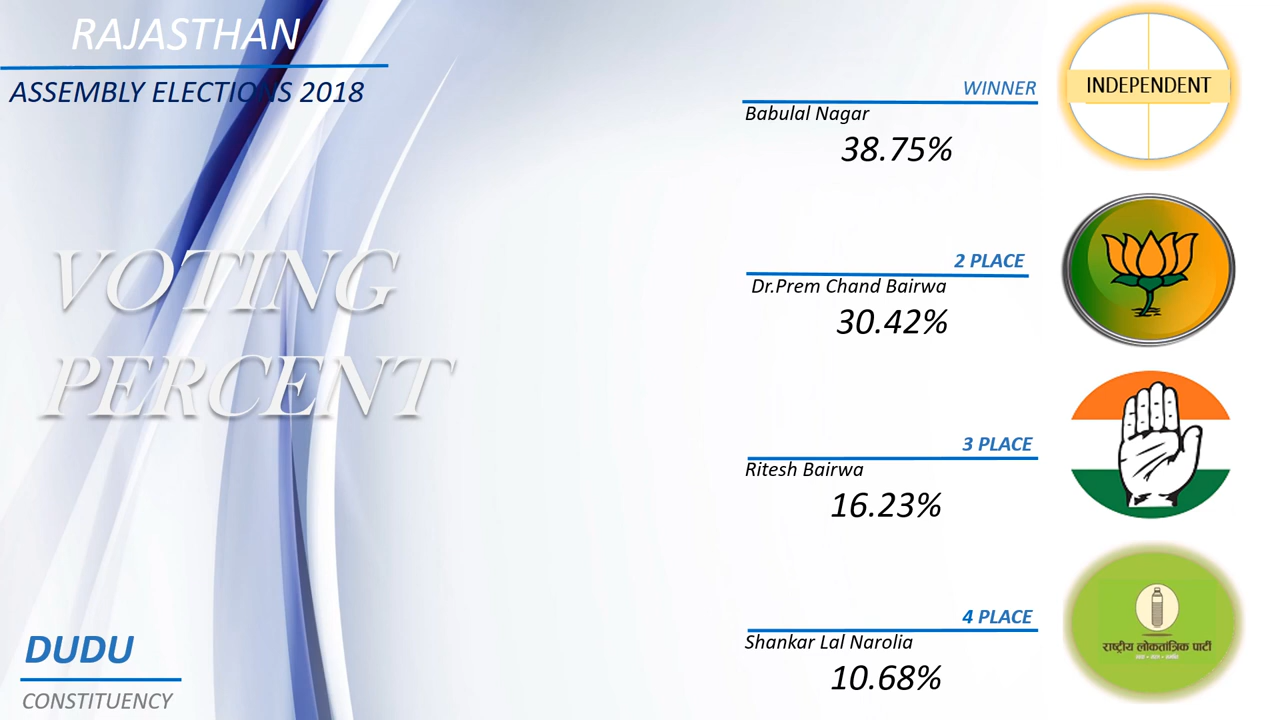 RAJASTHAN
ASSEMBLY ELECTIONS 2018
VOTING
PERCENT
DUDU
CONSTITUENCY
WINNER
Babulal Nagar
38.75%
INDEPENDENT
2 PLACE
Dr.Prem Chand Bairwa
30.42%
3 PLACE
Ritesh Bairwa
16.23%
4 PLACE
Shankar Lal Narolia
10.68%
राष्ट्रीय लोकतांत्रिक पार्टी